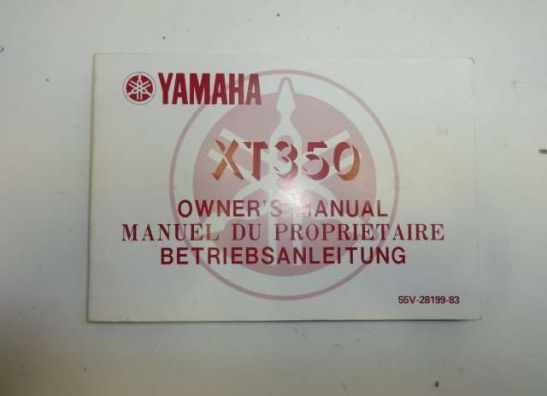 YAMAHA
XT350
OWNER'S MANUAL
MANUEL DU PROPRIETAIRE
BETRIEBSANLEITUNG
55V-28199-83